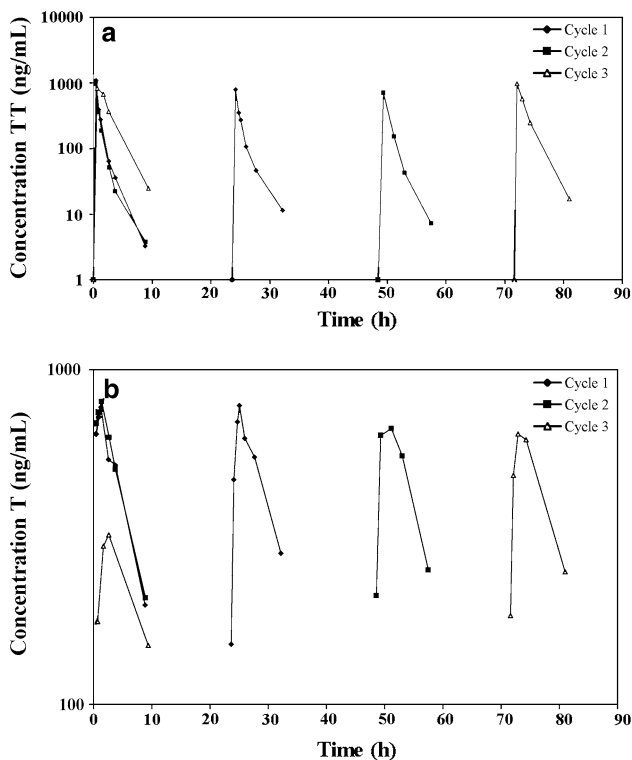 a
Concentration TT (ng/mL)
10000
1000
100
10
1
0 10 20 30 40 50 60 70 80 90
Time (h)
Cycle 1
Cycle 2
Cycle 3
b
Concentration T (ng/mL)
1000
100
0 10 20 30 40 50 60 70 80 90
Time (h)
Cycle 1
Cycle 2
Cycle 3